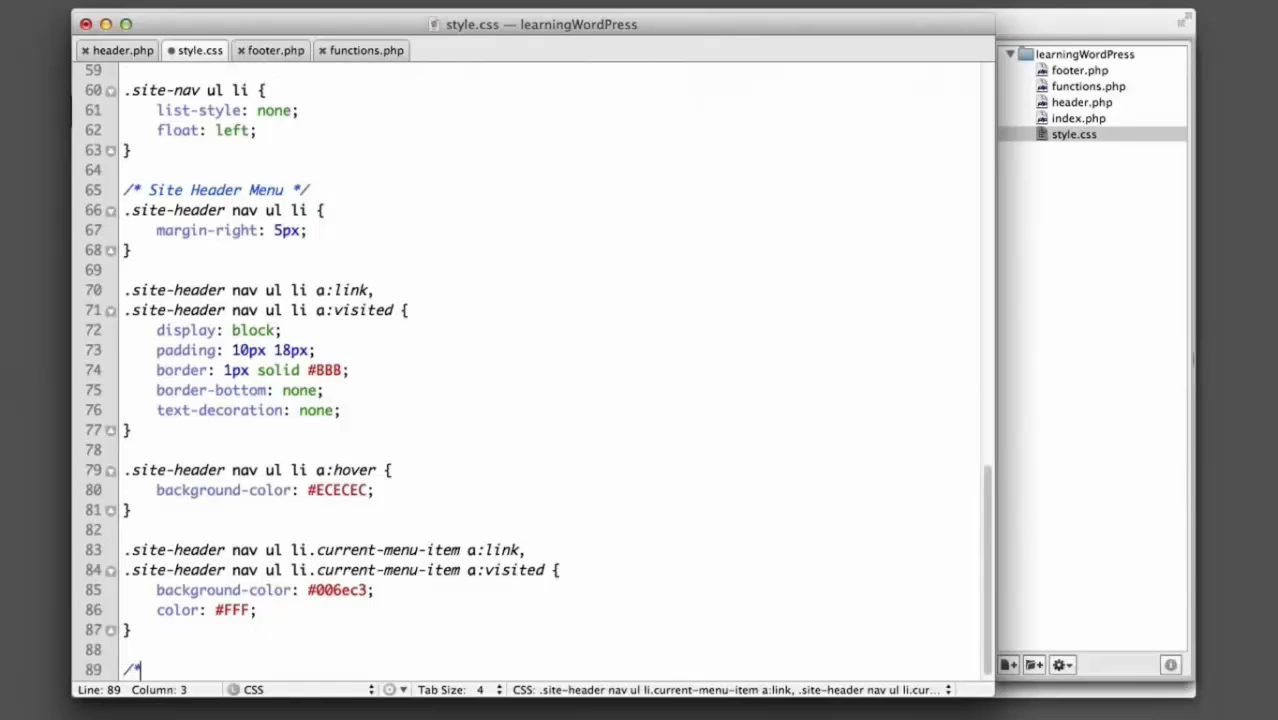 style.css — learningWordPress
header.php
style.css
footer.php
functions.php
59
60 .site-nav ul li {
61 list-style: none;
62 float: left;
63 }
64
65 /* Site Header Menu */
66 .site-header nav ul li {
67 margin-right: 5px;
68 }
69
70 .site-header nav ul li a:link,
71 .site-header nav ul li a:visited {
72 display: block;
73 padding: 10px 18px;
74 border: 1px solid #BBB;
75 border-bottom: none;
76 text-decoration: none;
77 }
78
79 .site-header nav ul li a:hover {
80 background-color: #ECECEC;
81 }
82
83 .site-header nav ul li.current-menu-item a:link,
84 .site-header nav ul li.current-menu-item a:visited {
85 background-color: #006ec3;
86 color: #FFF;
87 }
88
89 /*
Line: 89 Column: 3 CSS Tab Size: 4 CSS: .site-header nav ul li.current-menu-item a:link, .site-header nav ul li.cur...
learningWordPress
footer.php
functions.php
header.php
index.php
style.css